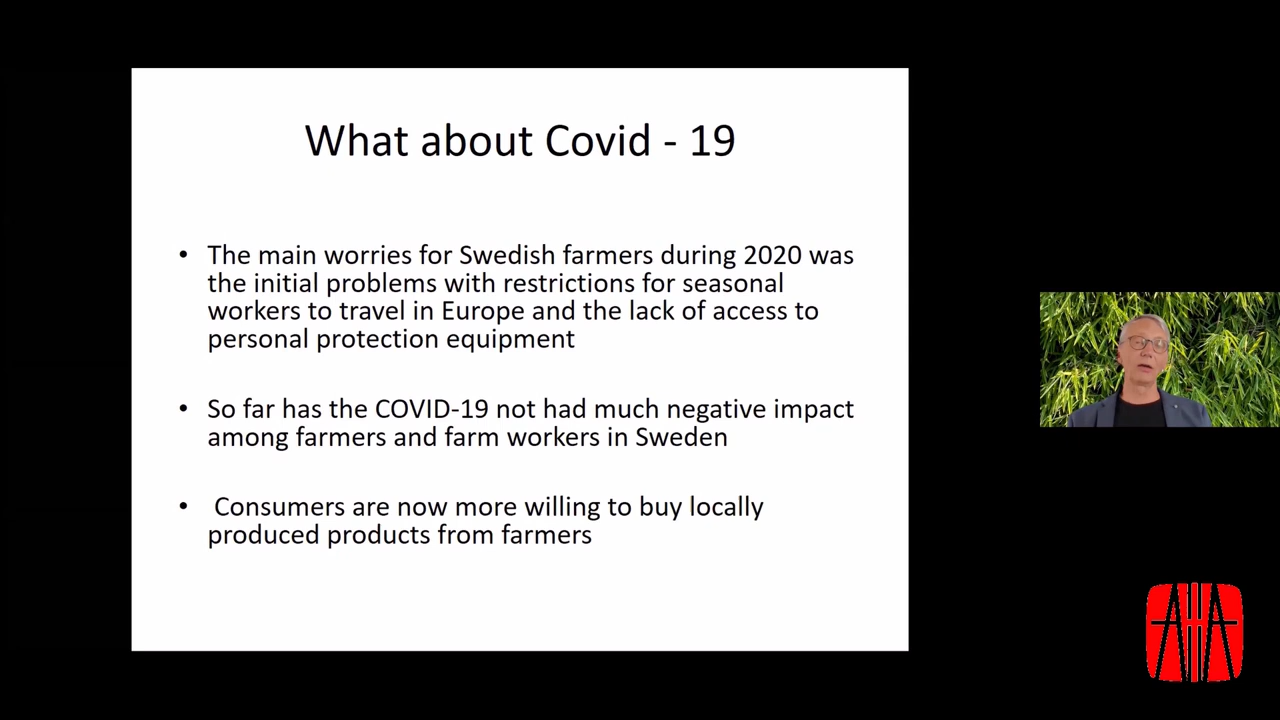 What about Covid - 19
• The main worries for Swedish farmers during 2020 was
the initial problems with restrictions for seasonal
workers to travel in Europe and the lack of access to
personal protection equipment
• So far has the COVID-19 not had much negative impact
among farmers and farm workers in Sweden
• Consumers are now more willing to buy locally
produced products from farmers
AHA